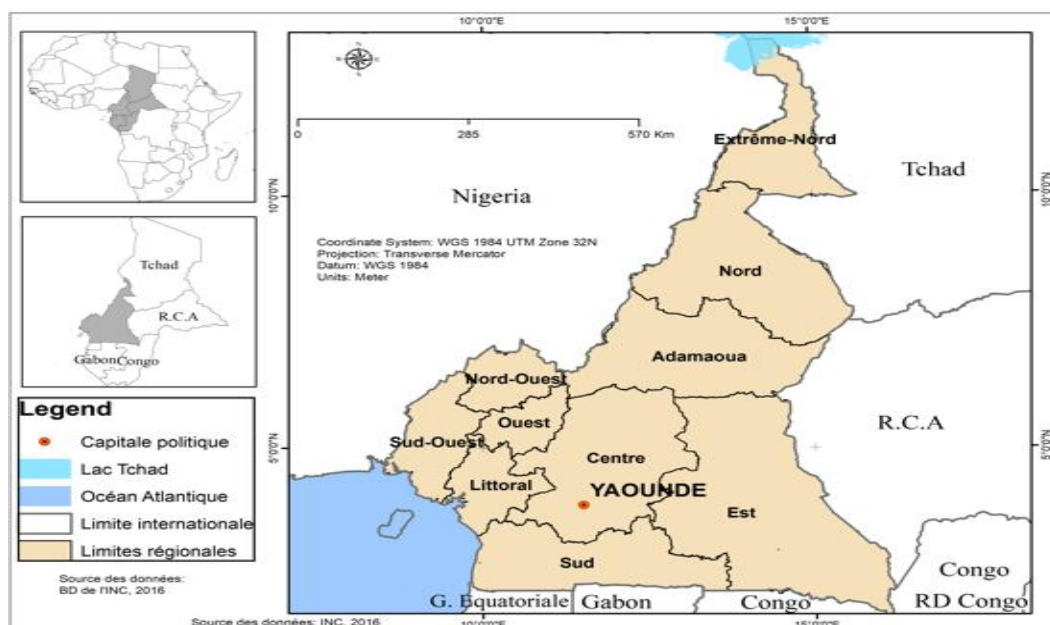 10°0'0"E
15°0'0"E
0
285
570 Km
Extrême-Nord
Tchad
10°0'0"N
10°0'0"N
Nigeria
Coordinate System: WGS 1984 UTM Zone 32N
Projection: Transverse Mercator
Datum: WGS 1984
Units: Meter
Nord
Adamaoua
Nord-Ouest
Ouest
Sud-Ouest
R.C.A
5°0'0"N
5°0'0"N
Centre
Littoral
YAOUNDE
Est
Sud
Congo
G. Equatoriale
Gabon
Congo
RD Congo
10°0'0"E
15°0'0"E
Tchad
R.C.A
Gabon
Congo
Legend
Capitale politique
Lac Tchad
Océan Atlantique
Limite internationale
Limites régionales
Source des données:
BD de l'INC, 2016
Source des données: INC, 2016